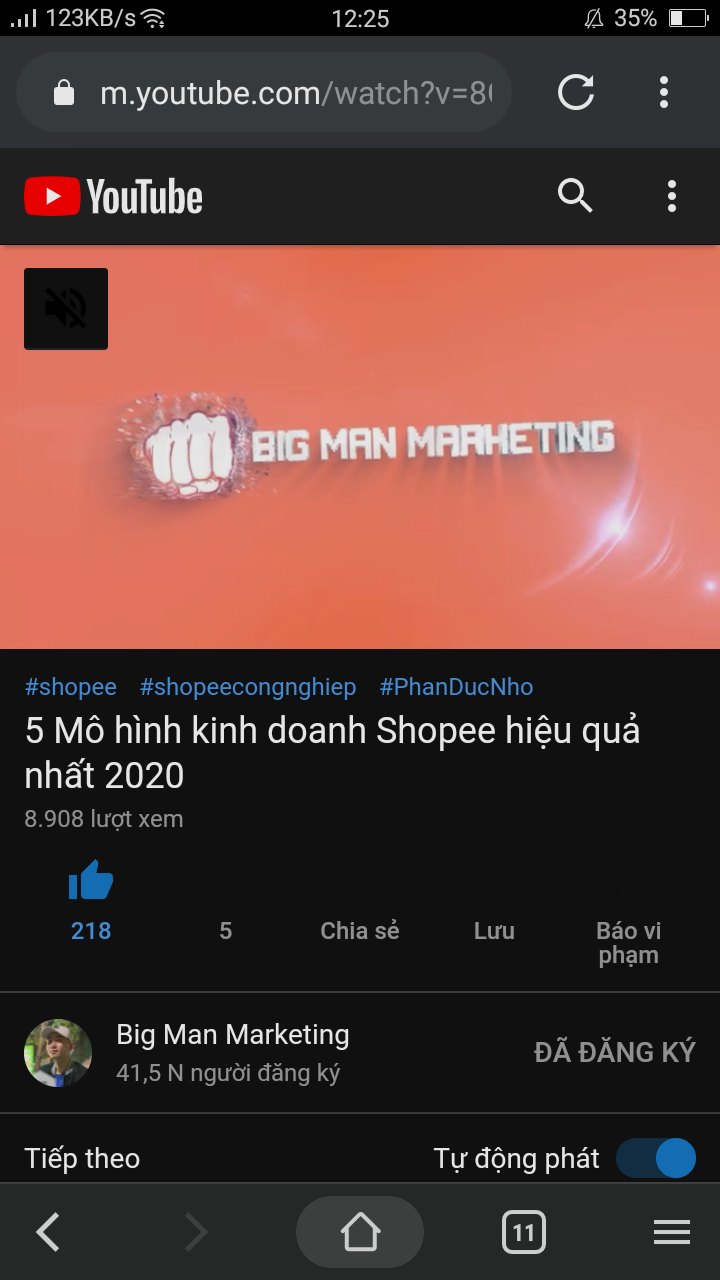 123KB/s 12:25 35%
m.youtube.com/watch?v=8
YouTube
BIG MAN MARKETING
#shopee #shopeecongnghiep #PhanDucNho
5 Mô hình kinh doanh Shopee hiệu quả
nhất 2020
8.908 lượt xem
218 5 Chia sẻ Lưu Báo vi
phạm
Big Man Marketing
41,5 N người đăng ký
ĐÃ ĐĂNG KÝ
Tiếp theo Tự động phát
11